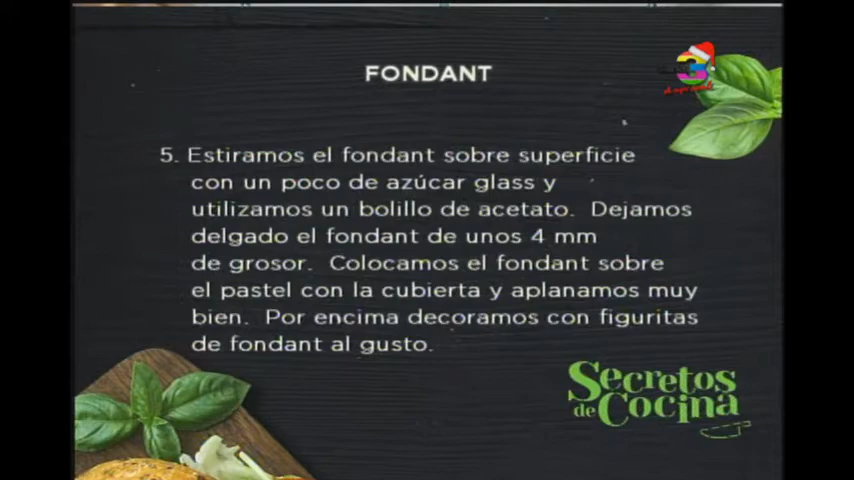 FONDANT
5. Estiramos el fondant sobre superficie
con un poco de azúcar glass y
utilizamos un bolillo de acetato. Dejamos
delgado el fondant de unos 4 mm
de grosor. Colocamos el fondant sobre
el pastel con la cubierta y aplanamos muy
bien. Por encima decoramos con figuritas
de fondant al gusto.
Secretos
de Cocina